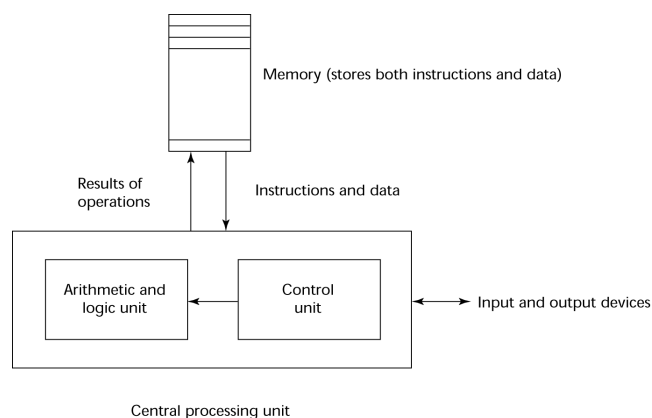 Memory (stores both instructions and data)
Results of
operations
Instructions and data
Arithmetic and
logic unit
Control
unit
Input and output devices
Central processing unit